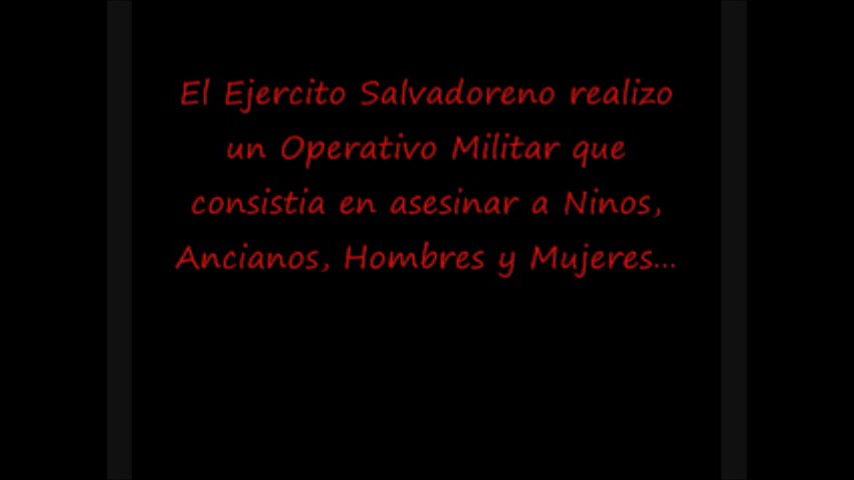 El Ejercito Salvadoreno realizo
un Operativo Militar que
consistia en asesinar a Ninos,
Ancianos, Hombres y Mujeres...